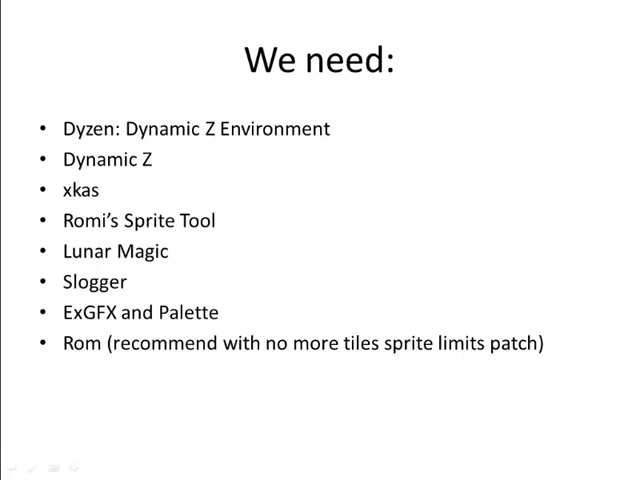 We need:
• Dyzen: Dynamic Z Environment
• Dynamic Z
• xkas
• Romi's Sprite Tool
• Lunar Magic
• Slogger
• ExGFX and Palette
• Rom (recommend with no more tiles sprite limits patch)